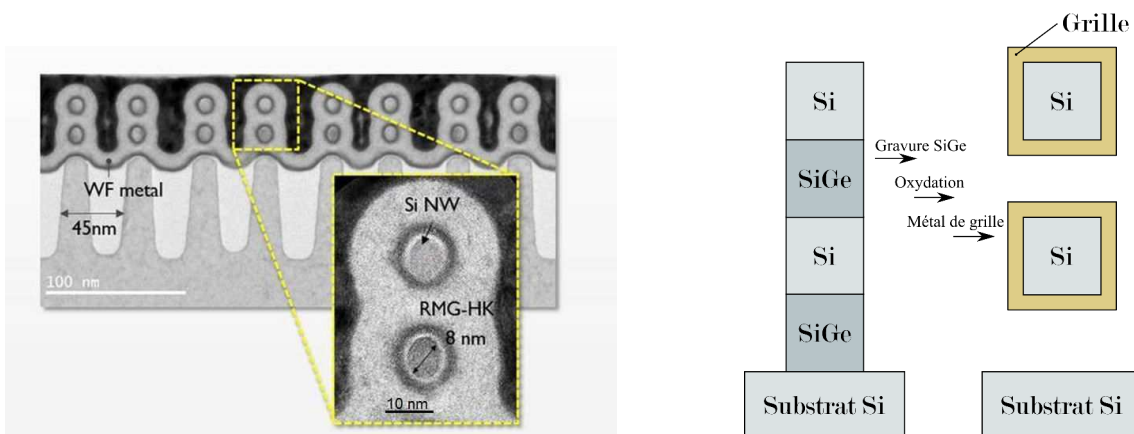 WF metal
45nm
100 nm
Si NW
RMG-HK
8 nm
10 nm
Si
SiGe
Si
SiGe
Substrat Si
Gravure SiGe
Oxydation
Métal de grille
Grille
Si
Si
Substrat Si